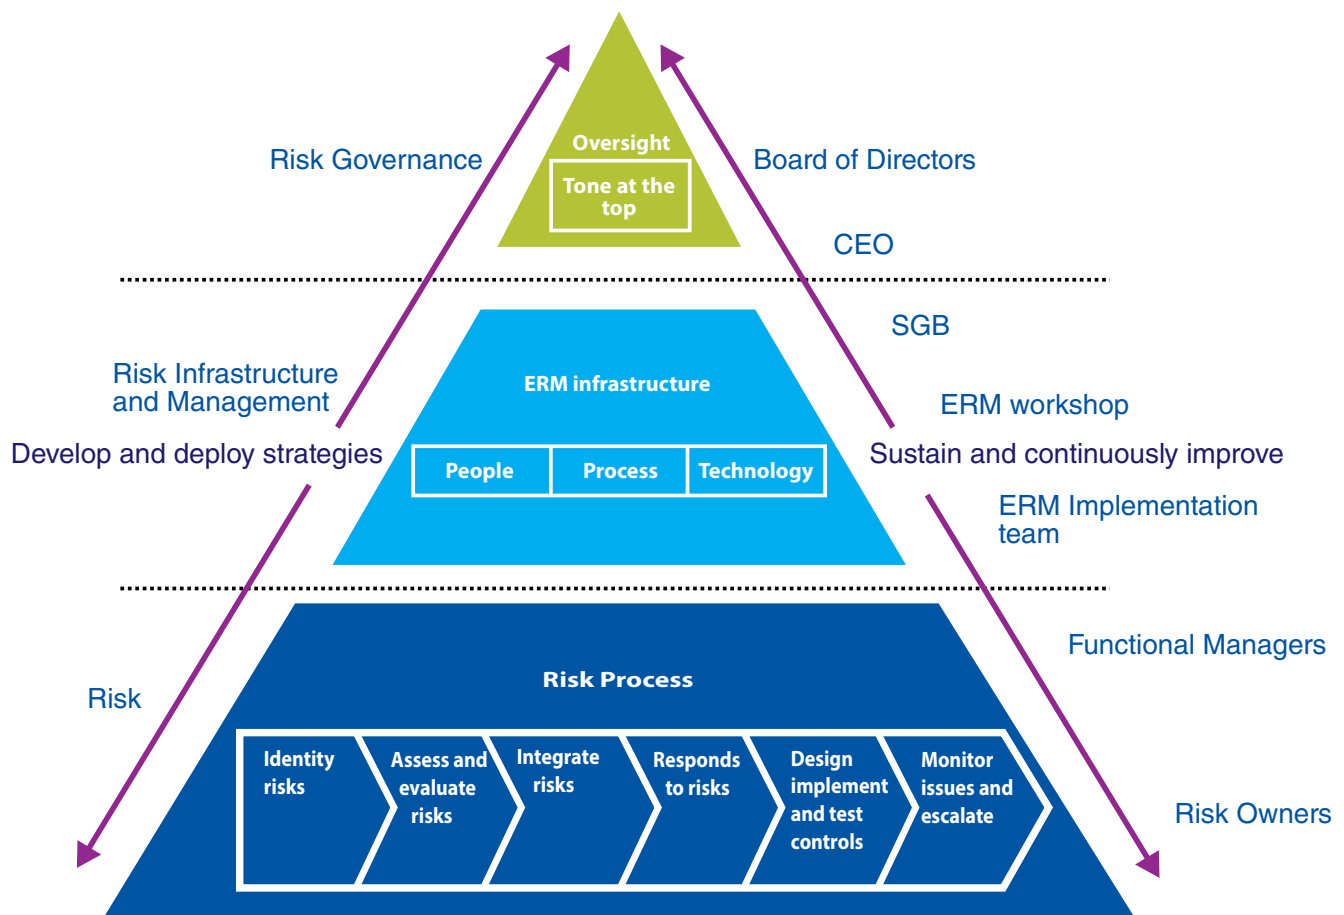 Oversight
Tone at the
top
Risk Governance
Board of Directors
CEO
SGB
Risk Infrastructure
and Management
ERM infrastructure
ERM workshop
Develop and deploy strategies
People
Process
Technology
Sustain and continuously improve
ERM Implementation
team
Functional Managers
Risk Process
Risk
Identity
risks
Assess and
evaluate
risks
Integrate
risks
Responds
to risks
Design
implement
and test
controls
Monitor
issues and
escalate
Risk Owners